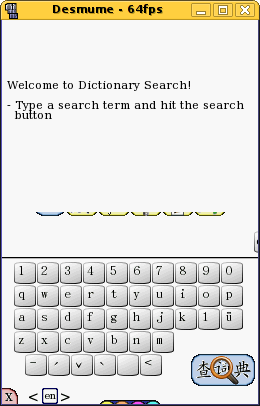 Desmume - 64fps
Welcome to Dictionary Search!
- Type a search term and hit the search
button
1 2 3 4 5 6 7 8 9 0
q w e r t y u i o p
a s d f g h j k l ü
z x c v b n m
ˉ ˊ ˇ ˋ <
查词典
X < en >